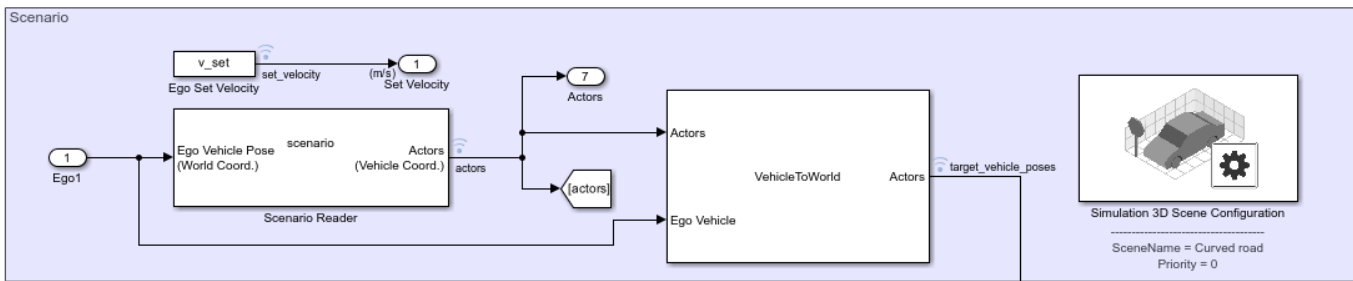 Scenario
v_set
set_velocity
Ego Set Velocity
(m/s)
1
Set Velocity
7
Actors
1
Ego1
Ego Vehicle Pose
(World Coord.)
scenario
Actors
(Vehicle Coord.)
Scenario Reader
actors
[actors]
Actors
Ego Vehicle
VehicleToWorld
Actors
target_vehicle_poses
Simulation 3D Scene Configuration
----------------------------------------
SceneName = Curved road
Priority = 0